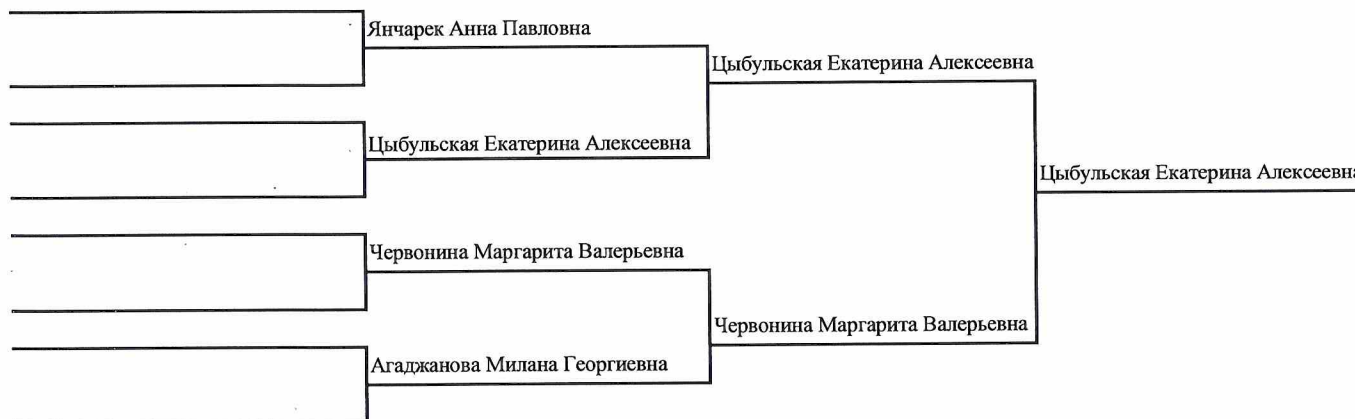 Янчарек Анна Павловна
Цыбульская Екатерина Алексеевна
Цыбульская Екатерина Алексеевна
Цыбульская Екатерина Алексеевна
Червонина Маргарита Валерьевна
Червонина Маргарита Валерьевна
Агаджанова Милана Георгиевна